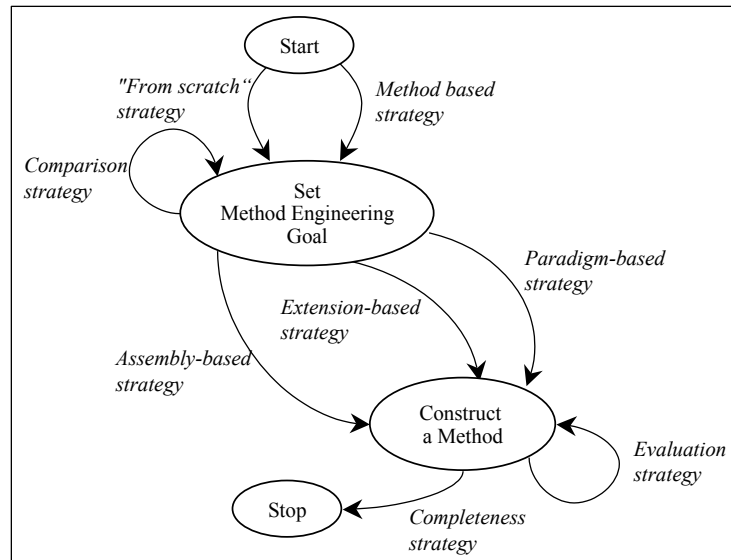 Start
"From scratch“
strategy
Method based
strategy
Comparison
strategy
Set
Method Engineering
Goal
Paradigm-based
strategy
Extension-based
strategy
Assembly-based
strategy
Construct
a Method
Evaluation
strategy
Stop
Completeness
strategy